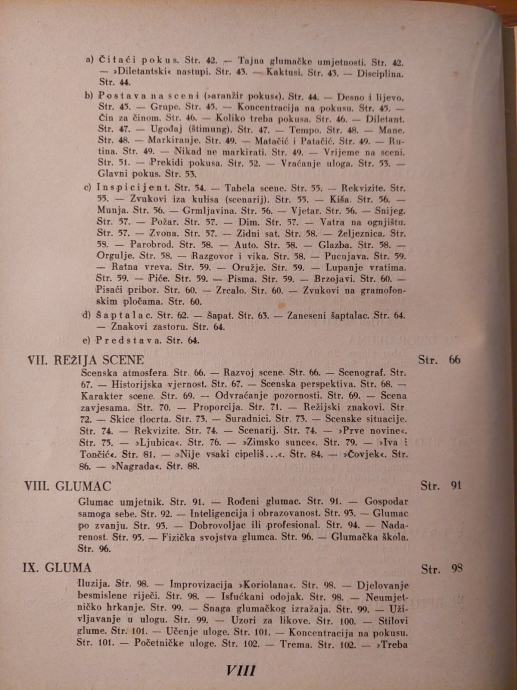 a) Čitaći pokus. Str. 42. — Tajna glumačke umjetnosti. Str. 42.
— »Diletantski« nastupi. Str. 43. — Kaktusi. Str. 43. — Disciplina.
Str. 44.
b) Postava na sceni (»aranžir pokus«). Str. 44. — Desno i lijevo.
Str. 45. — Grupe. Str. 45. — Koncentracija na pokusu. Str. 45. —
Čin za činom. Str. 46. — Koliko treba pokusa. Str. 46. — Diletant.
Str. 47. — Ugođaj (štimung). Str. 47. — Tempo. Str. 48. — Mane.
Str. 48. — Markiranje. Str. 49. — Matačić i Patačić. Str. 49. — Ru-
tina. Str. 49. — Nikad ne markirati. Str. 49. — Vrijeme na sceni.
Str. 51. — Prekidi pokusa. Str. 52. — Vraćanje uloga. Str. 53. —
Glavni pokus. Str. 53.
c) Inspicijent. Str. 54. — Tabela scene. Str. 55. — Rekvizite. Str.
55. — Zvukovi iza kulisa (scenarij). Str. 55. — Kiša. Str. 56. —
Munja. Str. 56. — Grmljavina. Str. 56. — Vjetar. Str. 56. — Snijeg.
Str. 57. — Požar. Str. 57. — Dim. Str. 57. — Vatra na ognjištu.
Str. 57. — Zvona. Str. 57. — Zidni sat. Str. 58. — Željeznica. Str.
58. — Parobrod. Str. 58. — Auto. Str. 58. — Glazba. Str. 58. —
Orgulje. Str. 58. — Razgovor i vika. Str. 58. — Pucnjava. Str. 59.
— Ratna vreva. Str. 59. — Oružje. Str. 59. — Lupanje vratima.
Str. 59. — Piće. Str. 59. — Pisma. Str. 59. — Brzojavi. Str. 60. —
Pisaći pribor. Str. 60. — Zrcalo. Str. 60. — Zvukovi na gramofon-
skim pločama. Str. 60.
d) Šaptalac. Str. 62. — Šapat. Str. 63. — Zaneseni šaptalac. Str. 64.
— Znakovi zastoru. Str. 64.
e) Predstava. Str. 64.
VII. REŽIJA SCENE Str. 66
Scenska atmosfera. Str. 66. — Razvoj scene. Str. 66. — Scenograf. Str.
67. — Historijska vjernost. Str. 67. — Scenska perspektiva. Str. 68. —
Karakter scene. Str. 69. — Odvraćanje pozornosti. Str. 69. — Scena
zavjesama. Str. 70. — Proporcija. Str. 71. — Režijski znakovi. Str.
72. — Skice tlocrta. Str. 73. — Suradnici. Str. 73. — Scenske situacije.
Str. 74. — Rekvizite. Str. 74. — Scenarij. Str. 74. — »Prve novine«.
Str. 75. — »Ljubica«. Str. 76. — »Zimsko sunce«. Str. 79. — »Iva i
Tončić«. Str. 81. — »Nije vsaki cipeliš...«. Str. 84. — »Čovjek«. Str.
86. — »Nagrada«. Str. 88.
VIII. GLUMAC Str. 91
Glumac umjetnik. Str. 91. — Rođeni glumac. Str. 91. — Gospodar
samoga sebe. Str. 92. — Inteligencija i obrazovanost. Str. 93. — Glumac
po zvanju. Str. 93. — Dobrovoljac ili profesional. Str. 94. — Nada-
renost. Str. 95. — Fizička svojstva glumca. Str. 96. — Glumačka škola.
Str. 96.
IX. GLUMA Str. 98
Iluzija. Str. 98. — Improvizacija »Koriolana«. Str. 98. — Djelovanje
besmislene riječi. Str. 98. — Isfućkani odojak. Str. 98. — Neumjet-
ničko hrkanje. Str. 99. — Snaga glumačkog izražaja. Str. 99. — Uži-
vljavanje u ulogu. Str. 99. — Uzori za likove. Str. 100. — Stilovi
glume. Str. 101. — Učenje uloge. Str. 101. — Koncentracija na pokusu.
Str. 101. — Početničke uloge. Str. 102. — Trema. Str. 102. — »Treba
VIII